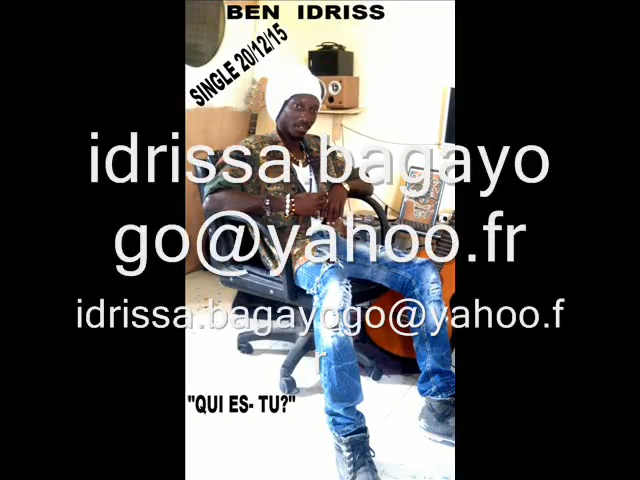 BEN IDRISS
SINGLE 20/12/15
idrissa.bagayo
go@yahoo.fr
idrissa.bagayogo@yahoo.f
"QUI ES- TU?"